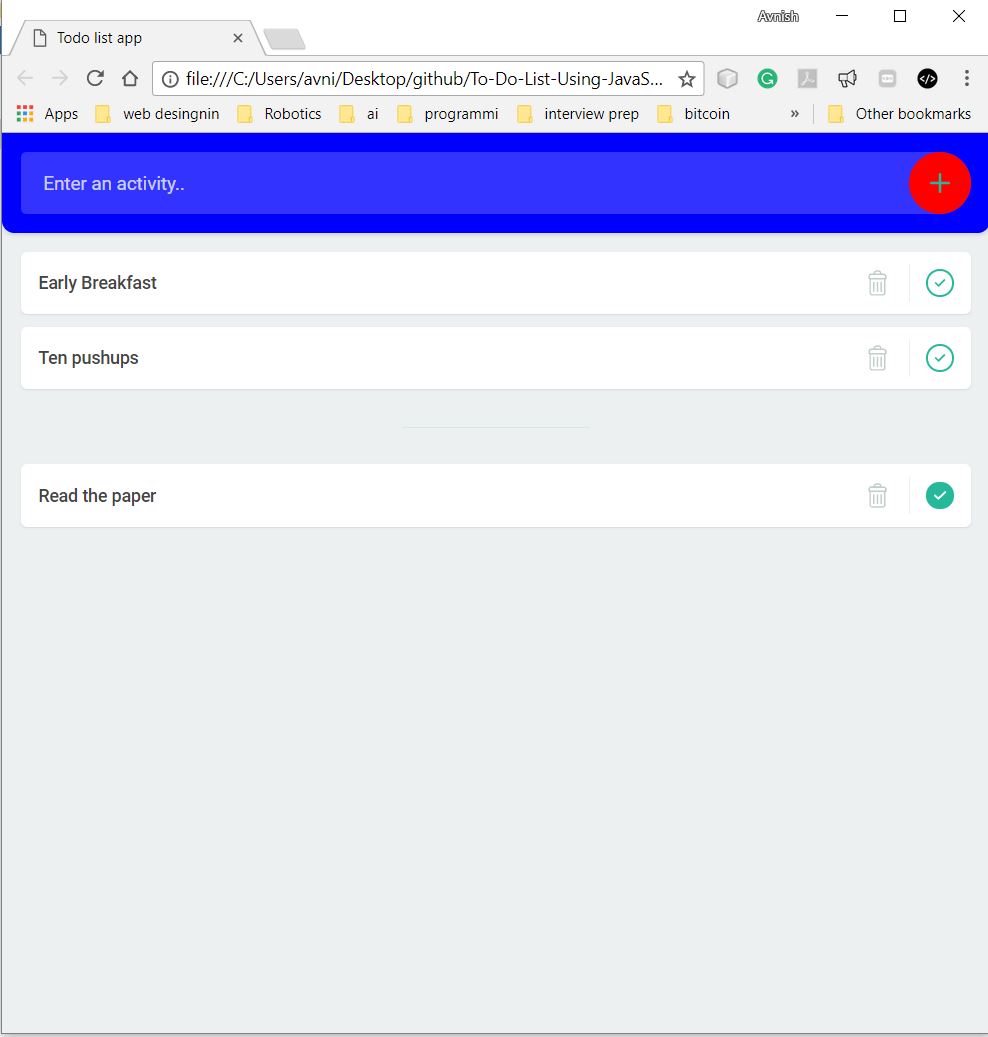 Avnish
Todo list app
file:///C:/Users/avni/Desktop/github/To-Do-List-Using-JavaS...
Apps web desingnin Robotics ai programmi interview prep bitcoin » Other bookmarks
Enter an activity..
Early Breakfast
Ten pushups
Read the paper